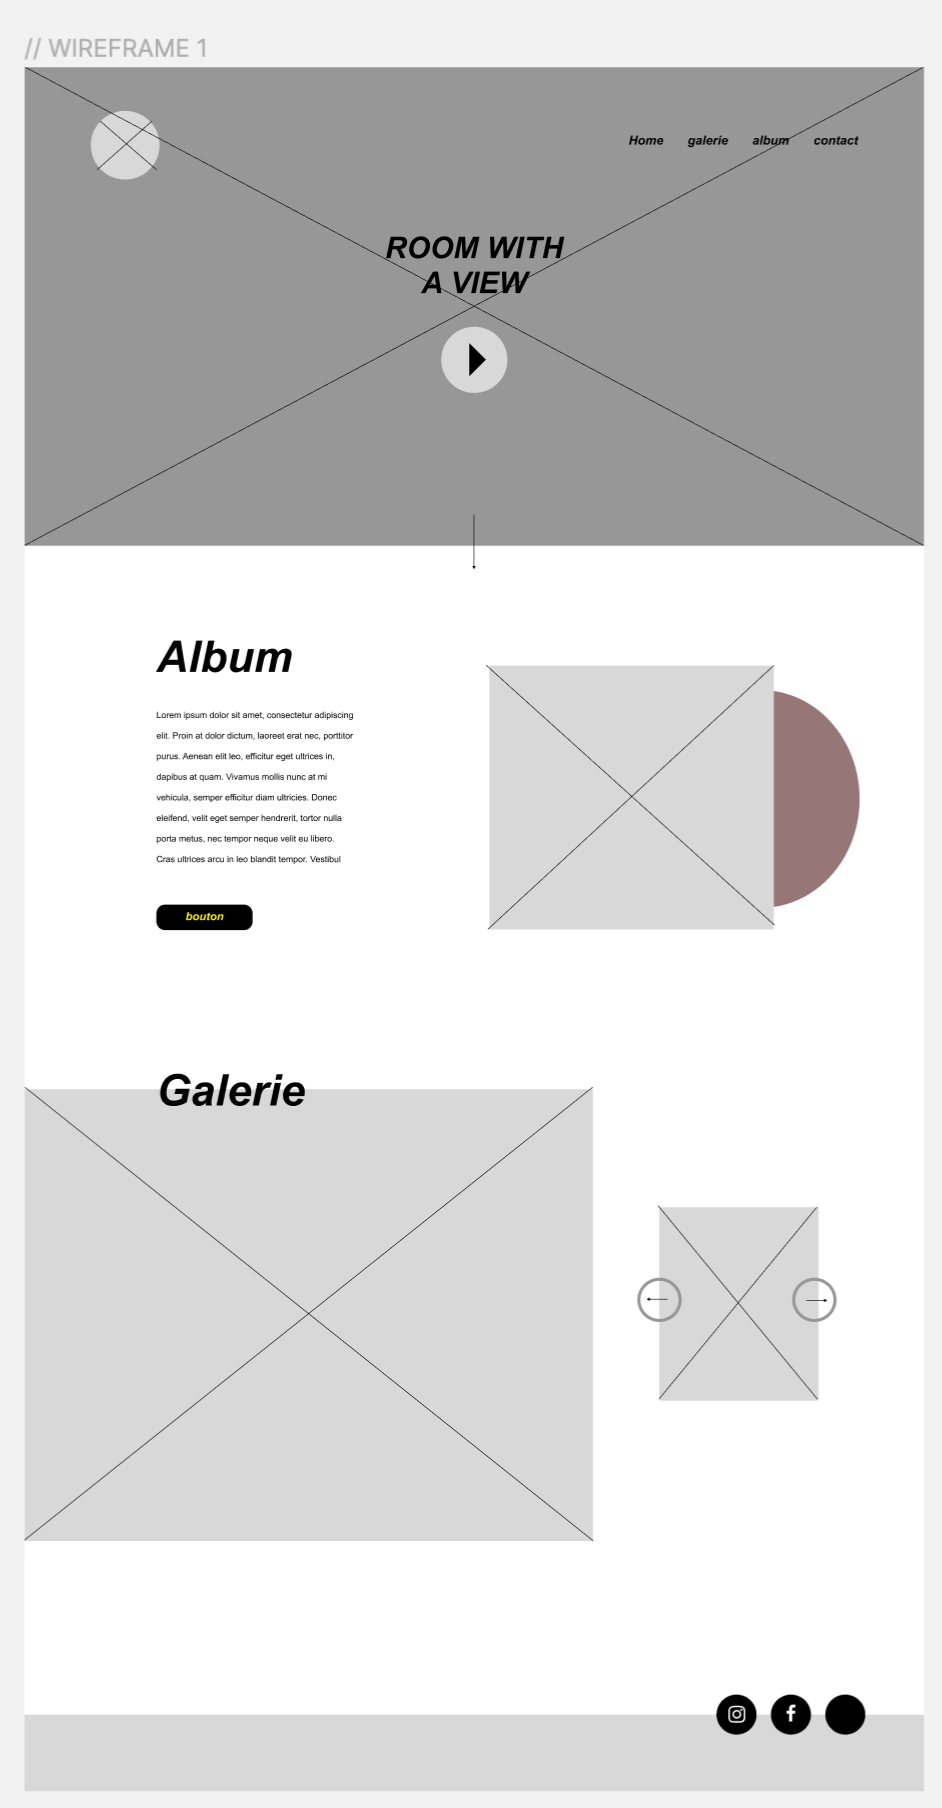 // WIREFRAME 1
Home galerie album contact
ROOM WITH
A VIEW
Album
Lorem ipsum dolor sit amet, consectetur adipiscing
elit. Proin at dolor dictum, laoreet erat nec, porttitor
purus. Aenean elit leo, efficitur eget ultrices in,
dapibus at quam. Vivamus mollis nunc at mi
vehicula, semper efficitur diam ultricies. Donec
eleifend, velit eget semper hendrerit, tortor nulla
porta metus, nec tempor neque velit eu libero.
Cras ultrices arcu in leo blandit tempor. Vestibul
bouton
Galerie